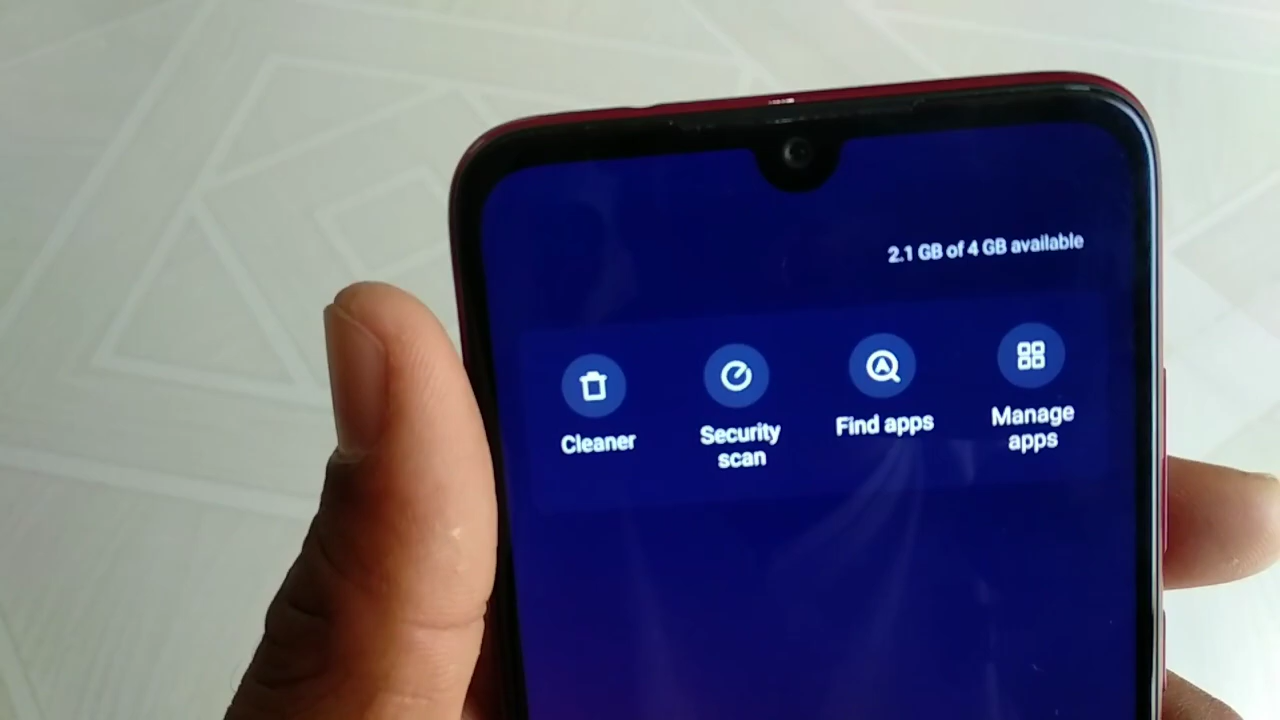 2.1 GB of 4 GB available
Cleaner
Security
scan
Find apps
Manage
apps